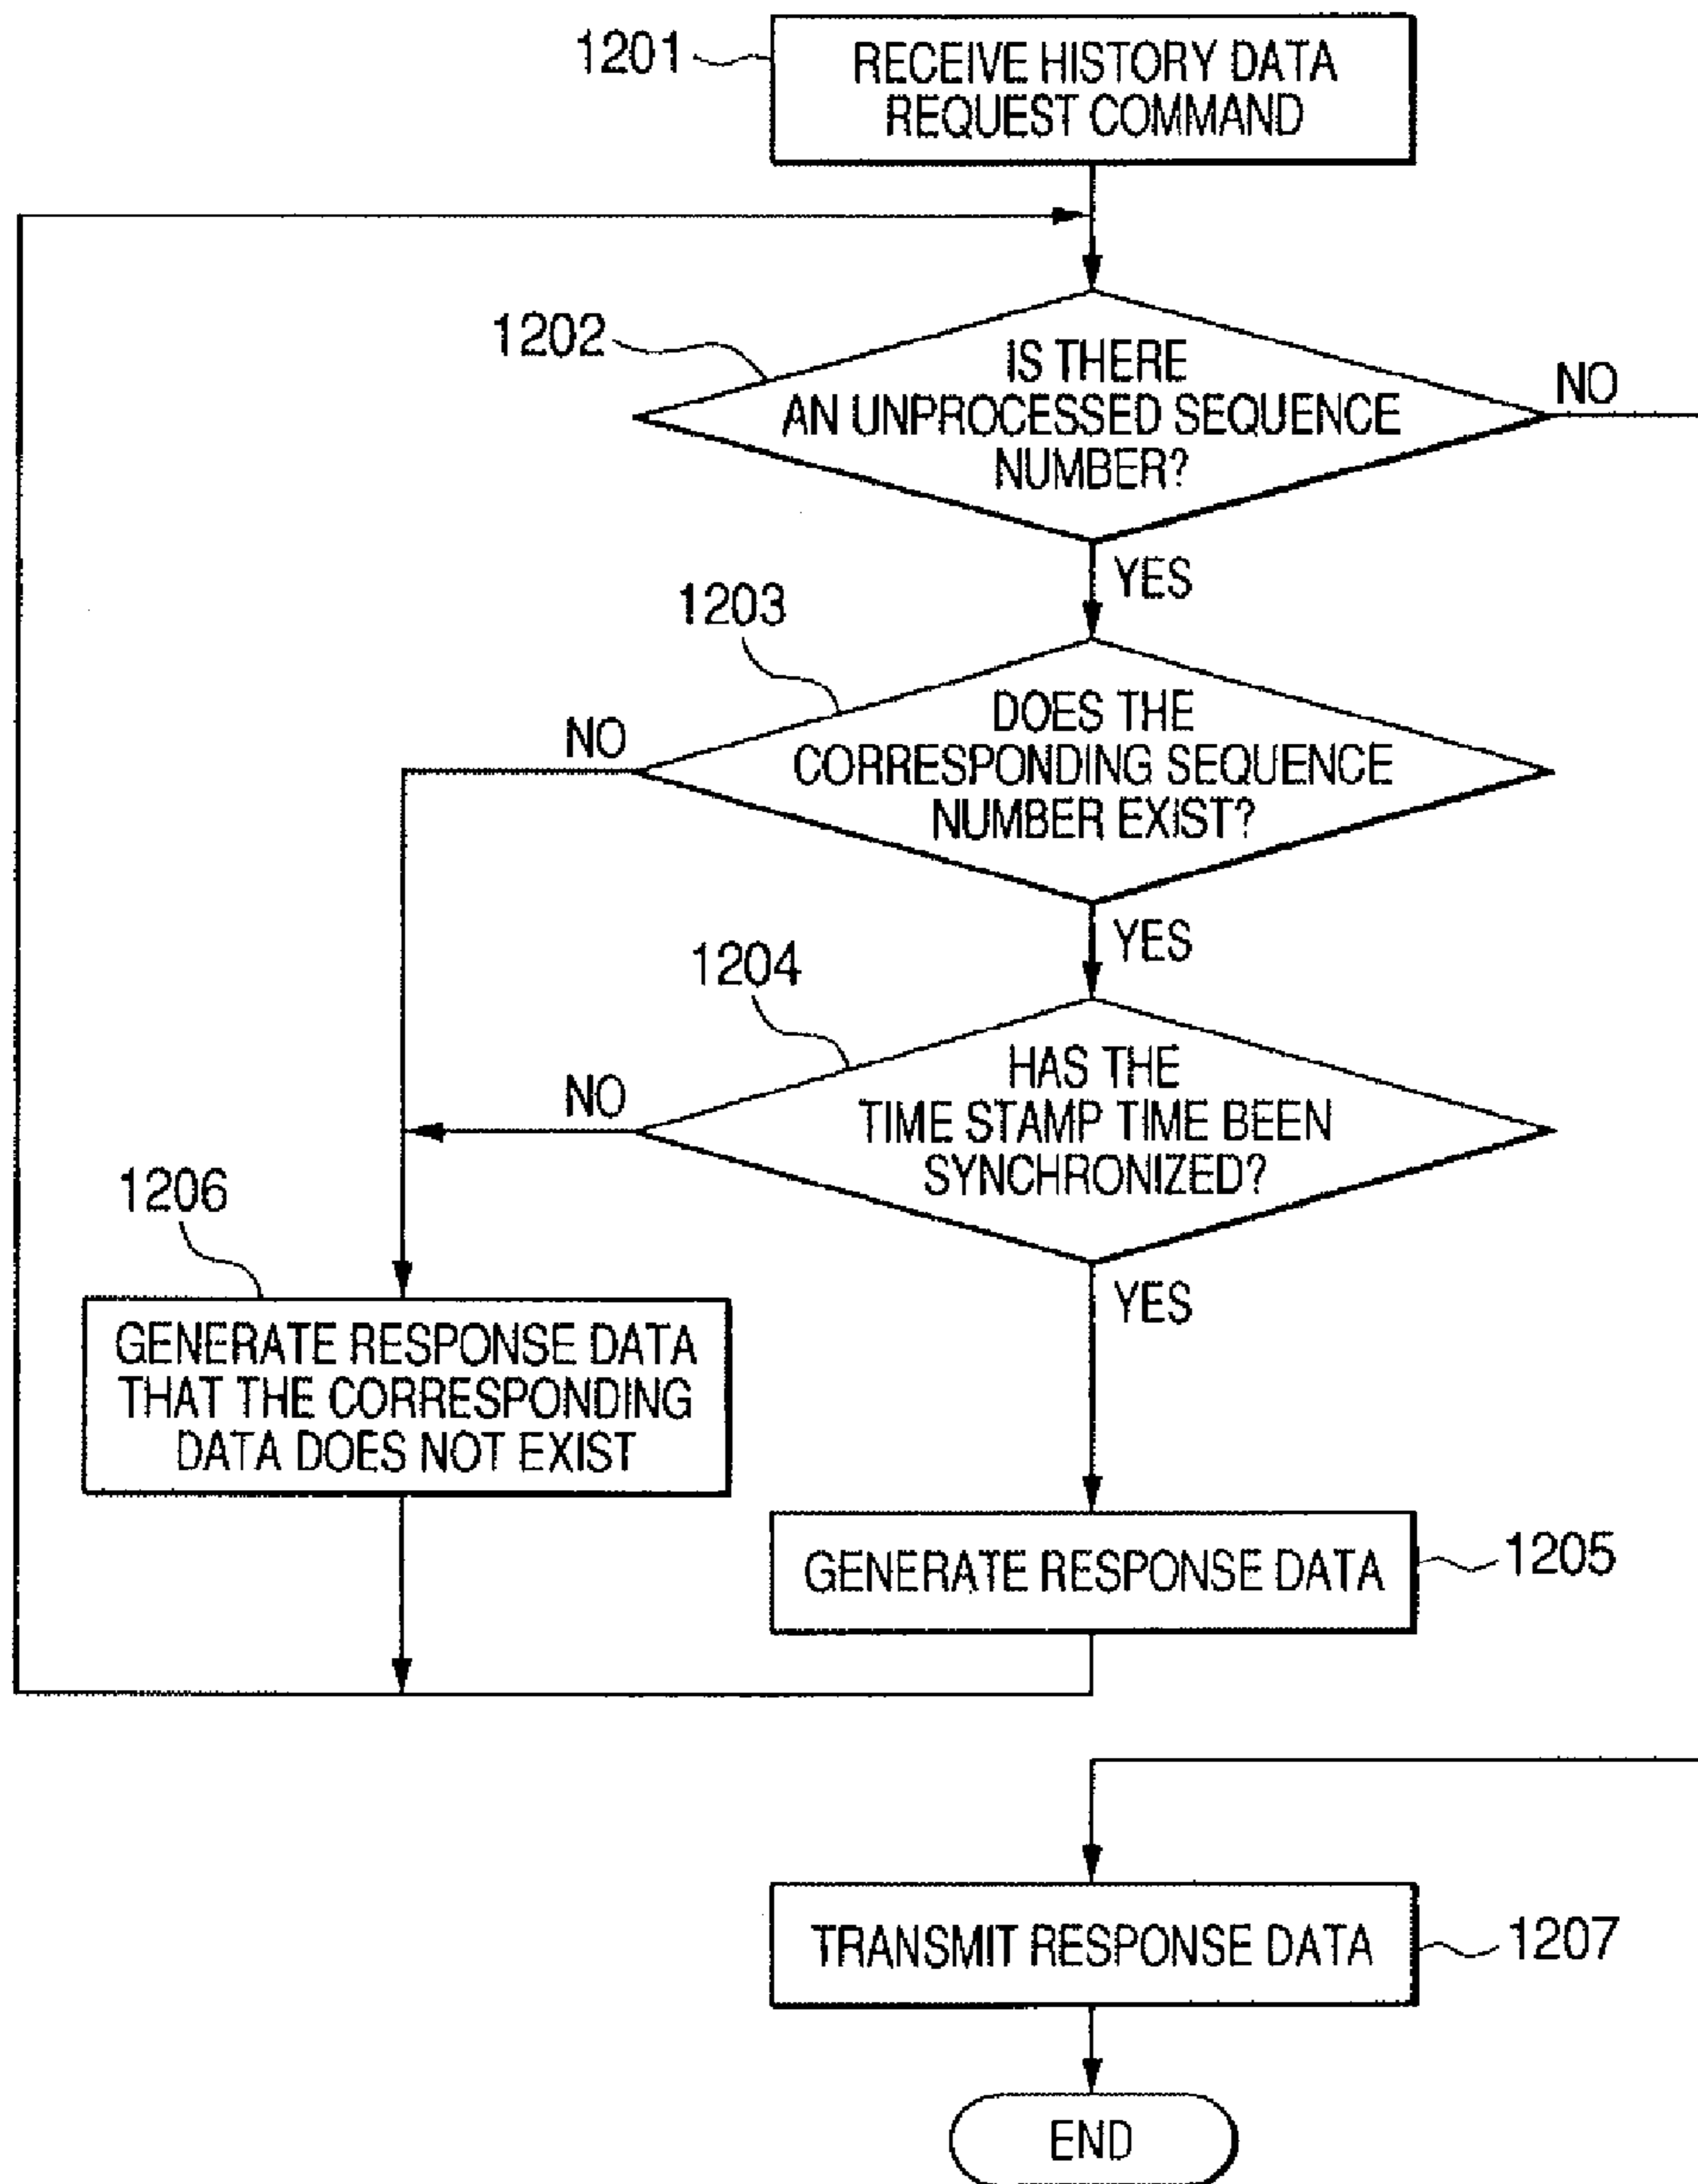 1201
RECEIVE HISTORY DATA
REQUEST COMMAND
1202
IS THERE
AN UNPROCESSED SEQUENCE
NUMBER?
NO
YES
1203
DOES THE
CORRESPONDING SEQUENCE
NUMBER EXIST?
NO
YES
1204
HAS THE
TIME STAMP TIME BEEN
SYNCHRONIZED?
NO
YES
1206
GENERATE RESPONSE DATA
THAT THE CORRESPONDING
DATA DOES NOT EXIST
GENERATE RESPONSE DATA
1205
TRANSMIT RESPONSE DATA
1207
END